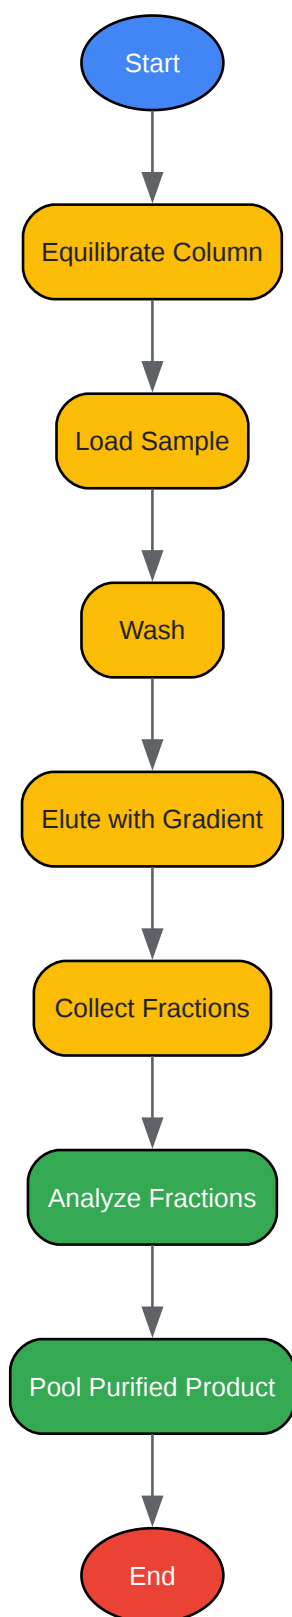 Start
Equilibrate Column
Load Sample
Wash
Elute with Gradient
Collect Fractions
Analyze Fractions
Pool Purified Product
End